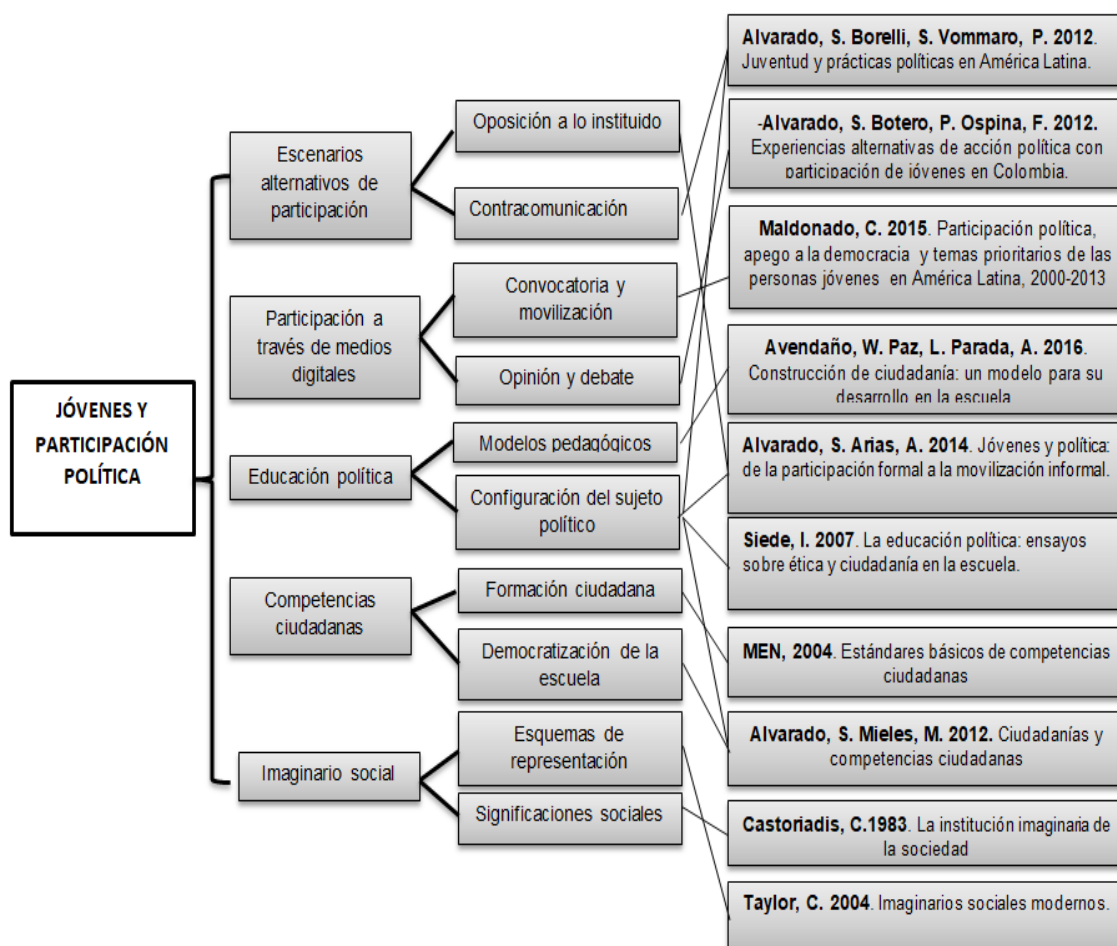 JÓVENES Y
PARTICIPACIÓN
POLÍTICA
Escenarios
alternativos de
participación
Participación a
través de medios
digitales
Educación política
Competencias
ciudadanas
Imaginario social
Oposición a lo instituido
Contracomunicación
Convocatoria y
movilización
Opinión y debate
Modelos pedagógicos
Configuración del sujeto
político
Formación ciudadana
Democratización de la
escuela
Esquemas de
representación
Significaciones sociales
Alvarado, S. Borelli, S. Vommaro, P. 2012.
Juventud y prácticas políticas en América Latina.
-Alvarado, S. Botero, P. Ospina, F. 2012.
Experiencias alternativas de acción política con
participación de jóvenes en Colombia.
Maldonado, C. 2015. Participación política,
apego a la democracia y temas prioritarios de las
personas jóvenes en América Latina, 2000-2013
Avendaño, W. Paz, L. Parada, A. 2016.
Construcción de ciudadanía: un modelo para su
desarrollo en la escuela
Alvarado, S. Arias, A. 2014. Jóvenes y política:
de la participación formal a la movilización informal.
Siede, I. 2007. La educación política: ensayos
sobre ética y ciudadanía en la escuela.
MEN, 2004. Estándares básicos de competencias
ciudadanas
Alvarado, S. Mieles, M. 2012. Ciudadanías y
competencias ciudadanas
Castoriadis, C.1983. La institución imaginaria de
la sociedad
Taylor, C. 2004. Imaginarios sociales modernos.